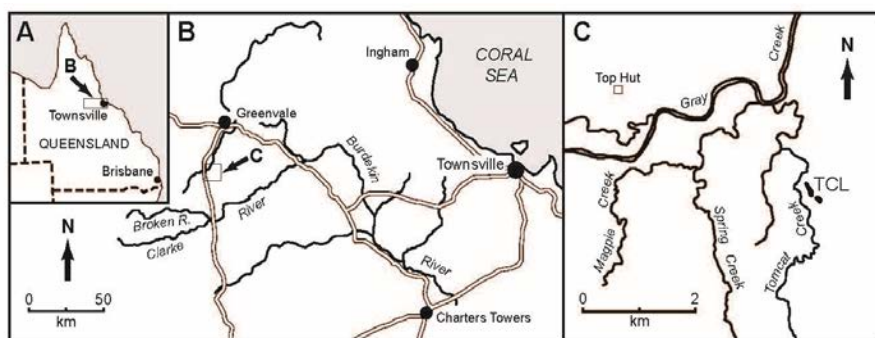 A
B
Townsville
QUEENSLAND
Brisbane
N
0 50
km
B
Ingham
CORAL
SEA
Greenvale
C
Burdekin
Townsville
Broken R.
River
Clarke
River
Charters Towers
C
Creek
N
Top Hut
Gray
TCL
Magpie
Creek
Spring
Creek
Tomcat
Creek
0 2
km